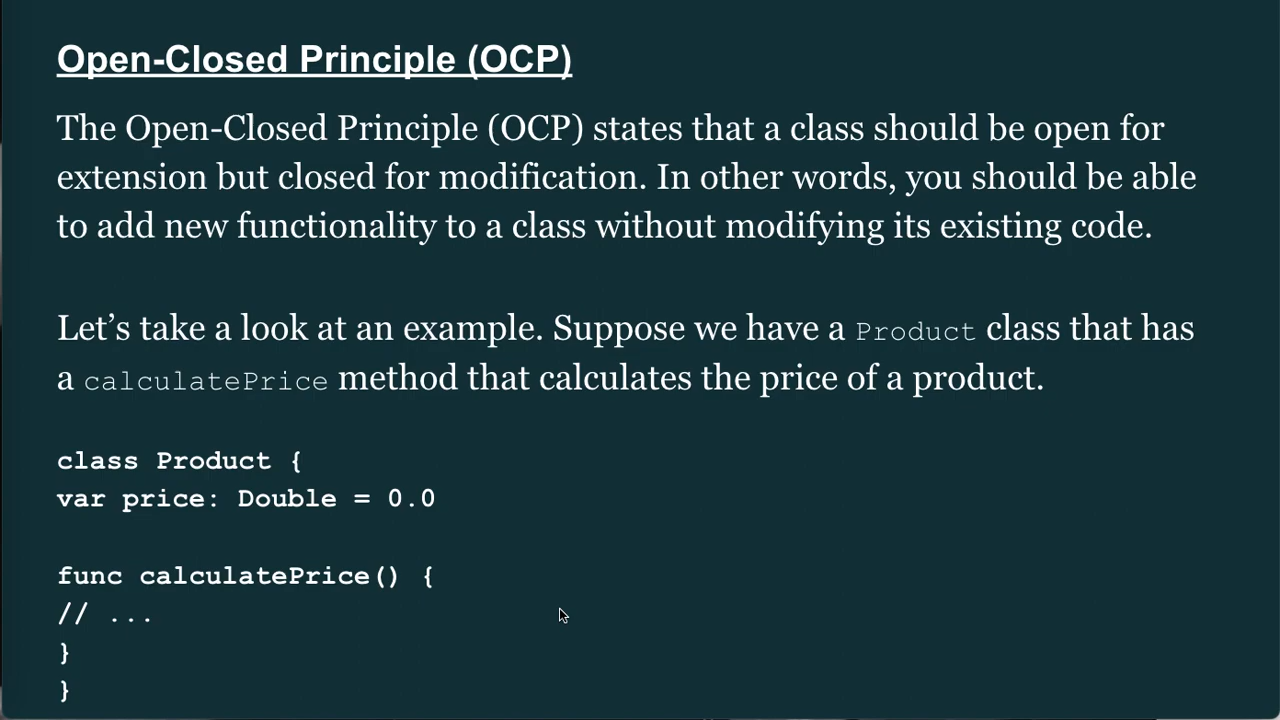 Open-Closed Principle (OCP)
The Open-Closed Principle (OCP) states that a class should be open for
extension but closed for modification. In other words, you should be able
to add new functionality to a class without modifying its existing code.
Let’s take a look at an example. Suppose we have a Product class that has
a calculatePrice method that calculates the price of a product.
class Product {
var price: Double = 0.0
func calculatePrice() {
// ...
}
}